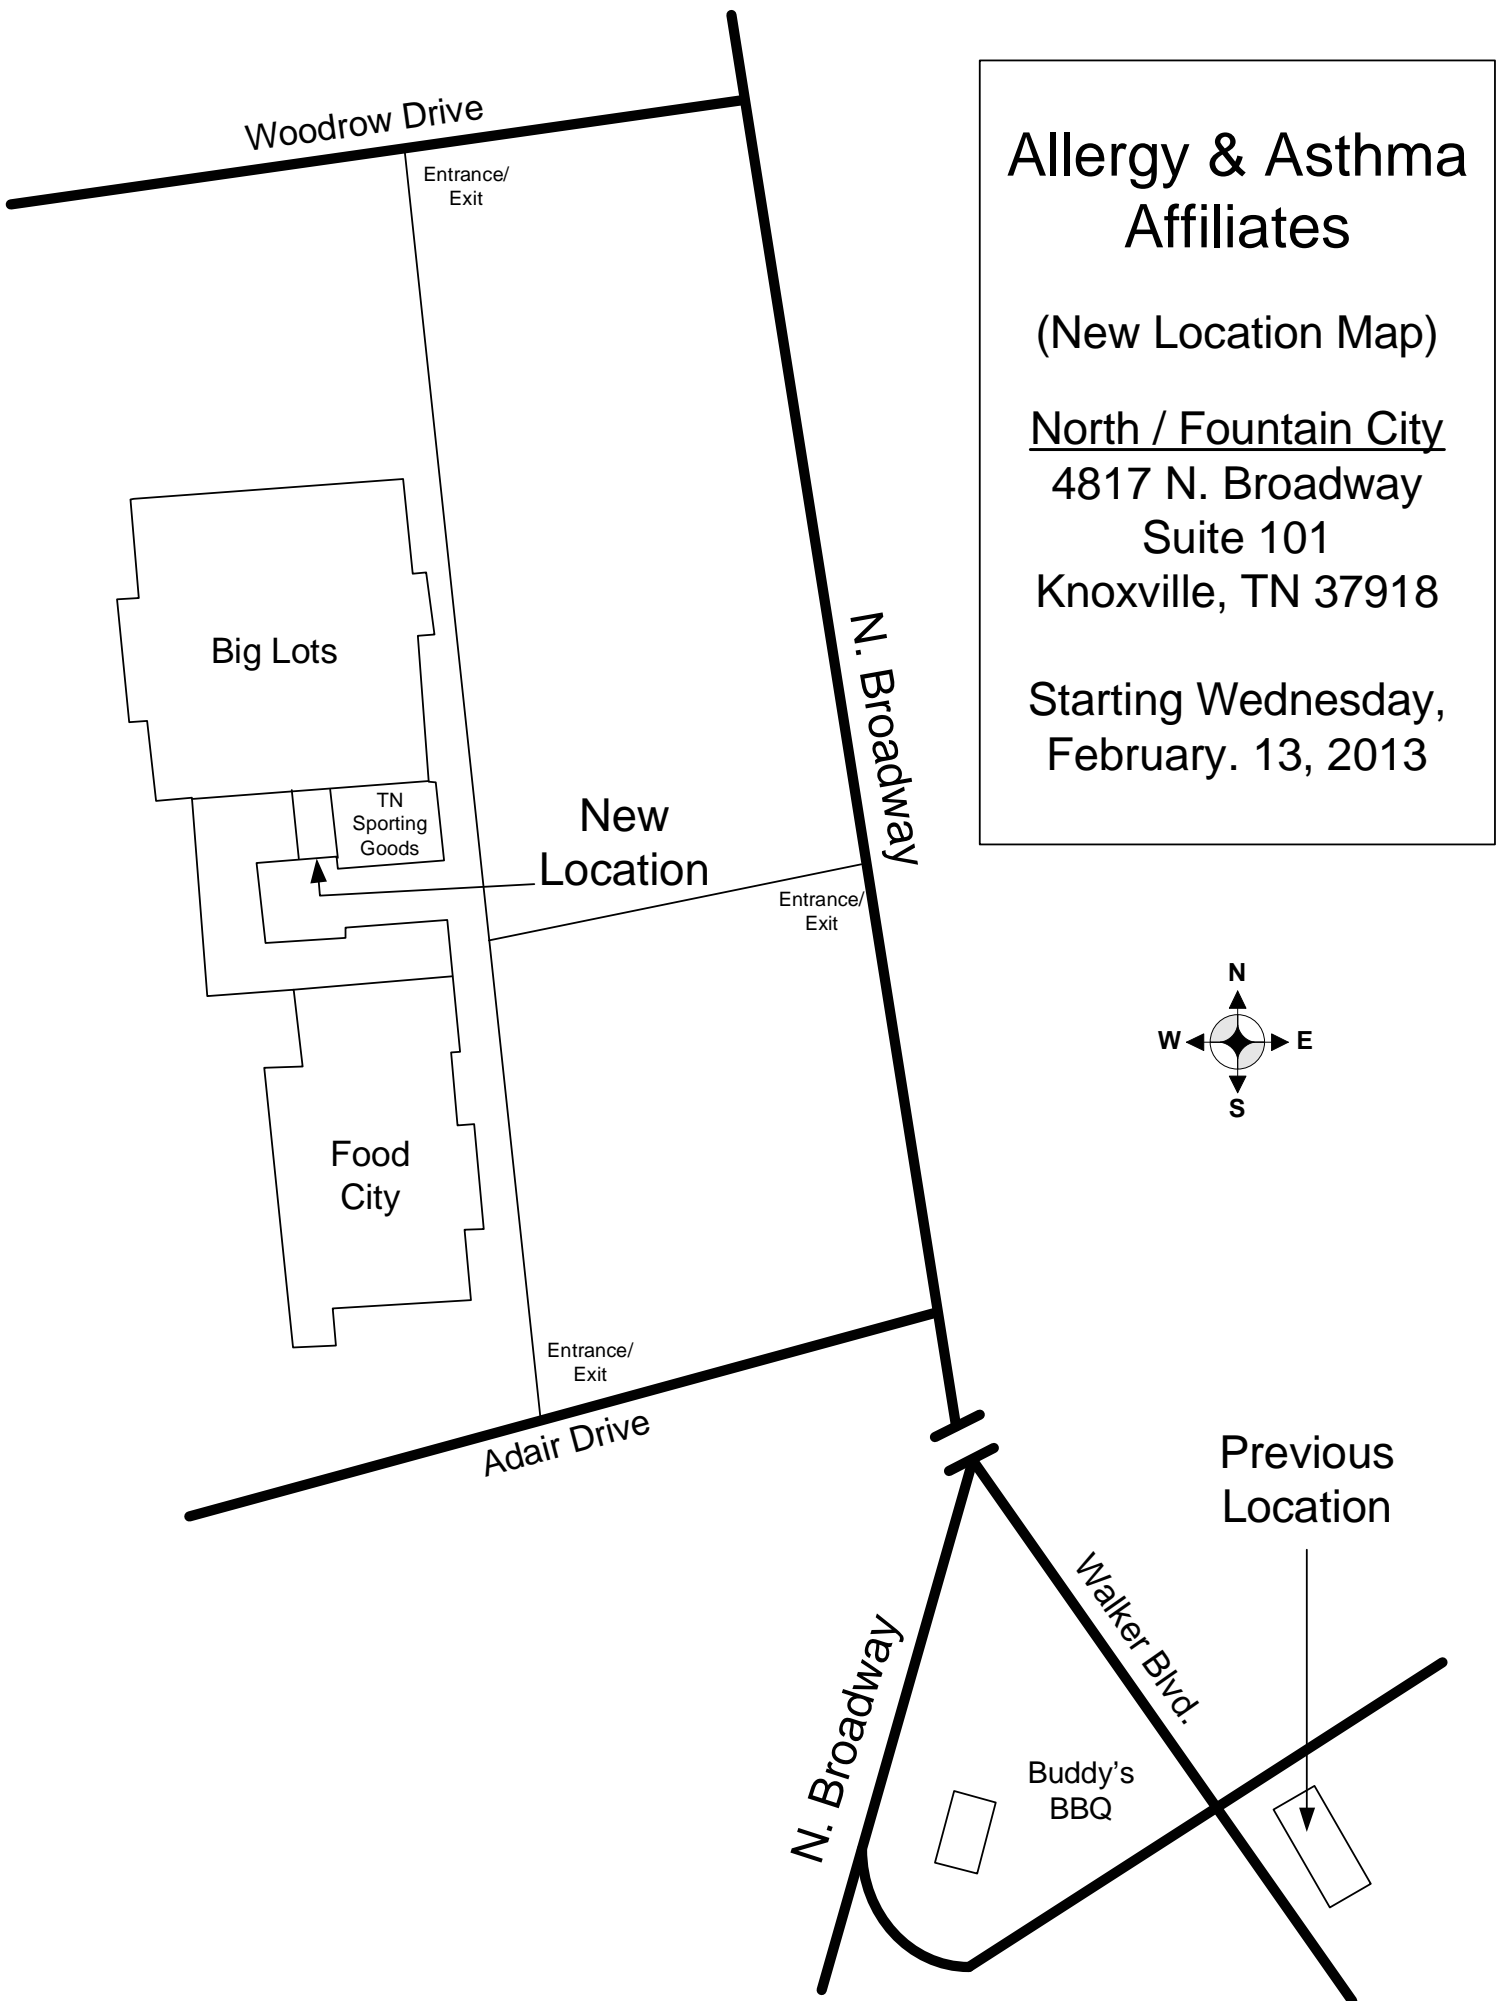 Woodrow Drive
Entrance/
Exit
Allergy & Asthma
Affiliates
(New Location Map)
North / Fountain City
4817 N. Broadway
Suite 101
Knoxville, TN 37918
Starting Wednesday,
February. 13, 2013
Big Lots
N. Broadway
TN
Sporting
Goods
New
Location
Entrance/
Exit
N
W
E
S
Food
City
Entrance/
Exit
Adair Drive
Previous
Location
Walker Blvd.
N. Broadway
Buddy’s
BBQ